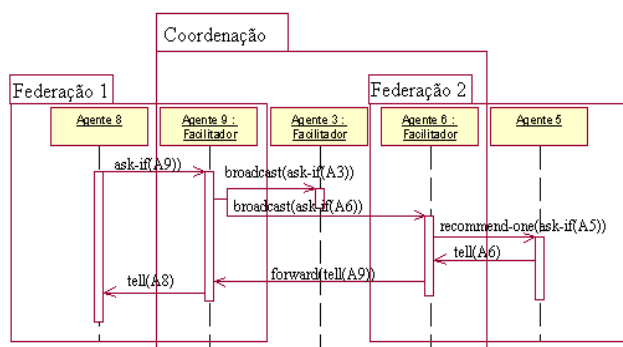 Coordenação
Federação 1
Federação 2
Agente 8
Agente 9 :
Facilitador
Agente 3 :
Facilitador
Agente 6 :
Facilitador
Agente 5
ask-if(A9))
broadcast(ask-if(A3))
broadcast(ask-if(A6))
recommend-one(ask-if(A5))
tell(A6)
forward(tell(A9))
tell(A8)